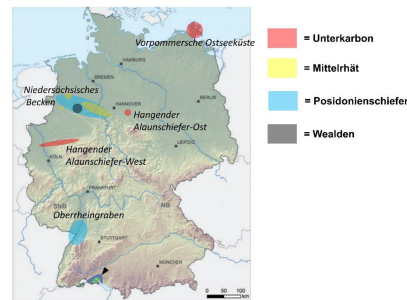 Vorpommersche Ostseeküste
HAMBURG
BREMEN
Niedersächsisches
Becken
HANNOVER
BERLIN
Hangender
Alaunschiefer-Ost
LEIPZIG
Hangender
Alaunschiefer-West
KÖLN
FRANKFURT
Oberrheingraben
STUTTGART
MÜNCHEN
0 50 100
km
= Unterkarbon
= Mittelrhät
= Posidonienschiefer
= Wealden